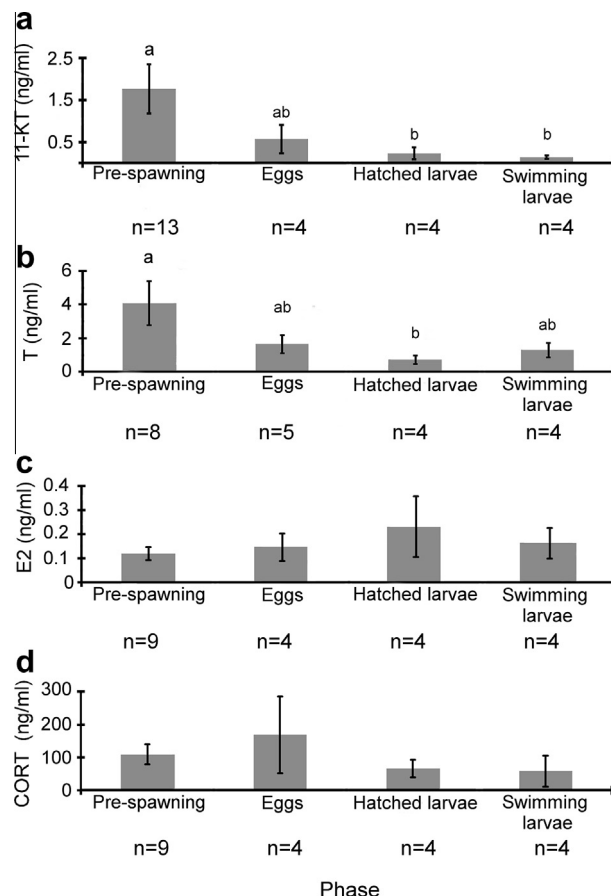 a
11-KT (ng/ml)
2.5
1.5
0.5
a
ab
b
b
Pre-spawning
Eggs
Hatched larvae
Swimming
larvae
n=13
n=4
n=4
n=4
b
T (ng/ml)
6
4
2
0
a
ab
b
ab
Pre-spawning
Eggs
Hatched larvae
Swimming
larvae
n=8
n=5
n=4
n=4
c
E2 (ng/ml)
0.4
0.3
0.2
0.1
0
Pre-spawning
Eggs
Hatched larvae
Swimming
larvae
n=9
n=4
n=4
n=4
d
CORT (ng/ml)
300
200
100
0
Pre-spawning
Eggs
Hatched larvae
Swimming
larvae
n=9
n=4
n=4
n=4
Phase